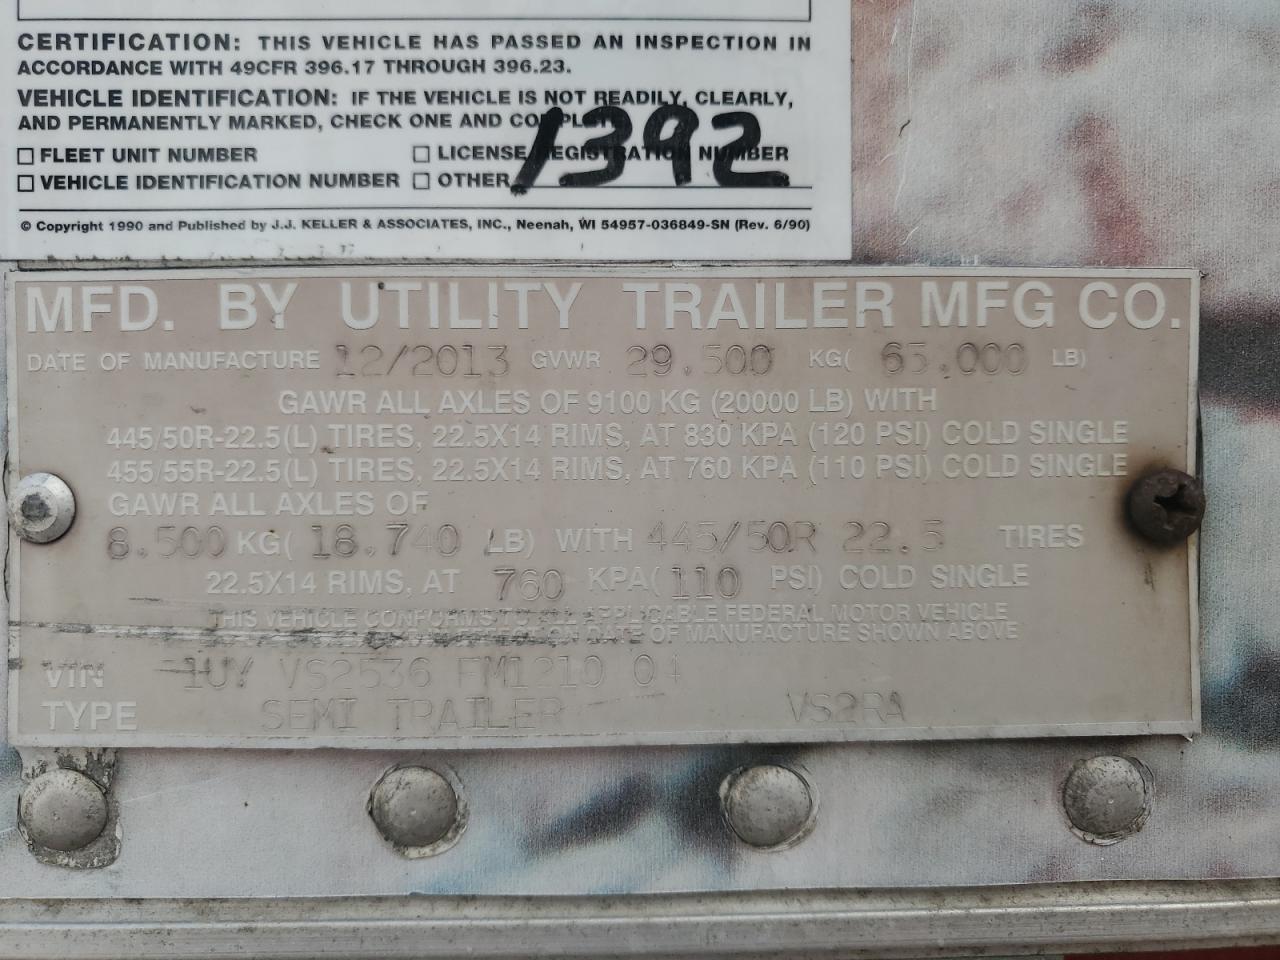 CERTIFICATION: THIS VEHICLE HAS PASSED AN INSPECTION IN
ACCORDANCE WITH 49CFR 396.17 THROUGH 396.23.
VEHICLE IDENTIFICATION: IF THE VEHICLE IS NOT READILY, CLEARLY,
AND PERMANENTLY MARKED, CHECK ONE AND COMPLETE
1392
☐ FLEET UNIT NUMBER ☐ LICENSE/REGISTRATION NUMBER
☐ VEHICLE IDENTIFICATION NUMBER ☐ OTHER
© Copyright 1990 and Published by J.J. KELLER & ASSOCIATES, INC., Neenah, WI 54957-0368 49-SN (Rev. 6/90)
MFD. BY UTILITY TRAILER MFG CO.
DATE OF MANUFACTURE 12/2013 GVWR 29,500 KG( 65,000 LB)
GAWR ALL AXLES OF 9100 KG (20000 LB) WITH
445/50R-22.5(L) TIRES, 22.5X14 RIMS, AT 830 KPA (120 PSI) COLD SINGLE
455/55R-22.5(L) TIRES, 22.5X14 RIMS, AT 760 KPA (110 PSI) COLD SINGLE
GAWR ALL AXLES OF
8,500 KG( 18,740 LB) WITH 445/50R 22.5 TIRES
22.5X14 RIMS, AT 760 KPA( 110 PSI) COLD SINGLE
THIS VEHICLE CONFORMS TO ALL APPLICABLE FEDERAL MOTOR VEHICLE
ON DATE OF MANUFACTURE SHOWN ABOVE
VIN 1UY VS2536 EM1210 04
TYPE SEMI TRAILER VS2RA